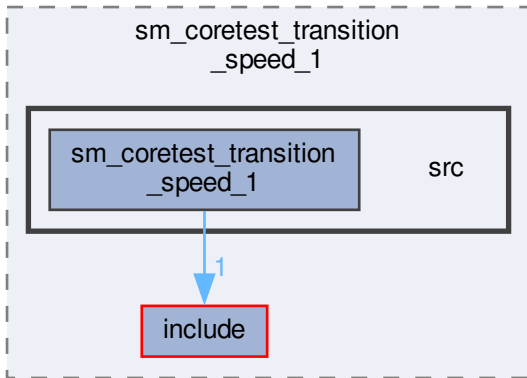 sm_coretest_transition
_speed_1
sm_coretest_transition
_speed_1
src
1
include